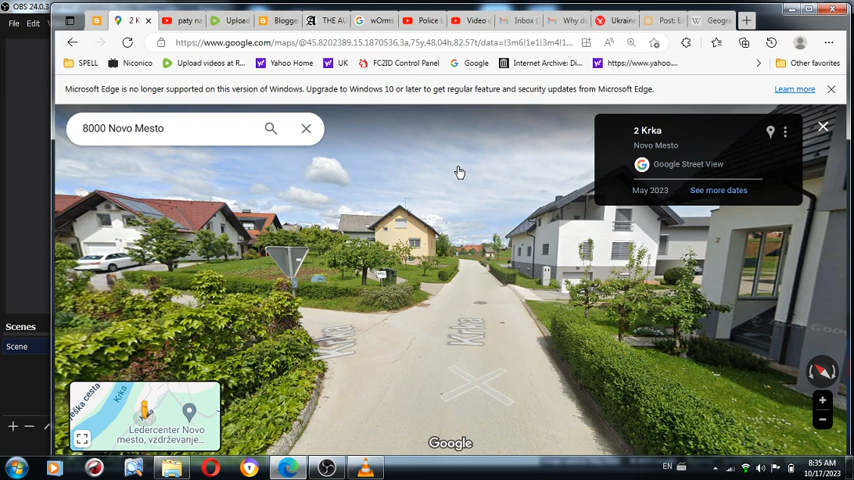 OBS 24.0.3
File
Edit
2 K
paty na
Upload
Blogge
THE AU
wOrms
Police t
Video d
Inbox (
Why do
Ukrain
Post: Ed
Geogra
https://www.google.com/maps/@45.8202389,15.1870536,3a,75y,48.04h,82.57t/data=!3m6!1e1!3m4!1s
SPELL
Niconico
Upload videos at R...
Yahoo Home
UK
FC2ID Control Panel
Google
Internet Archive: Di...
https://www.yahoo...
Other favorites
Microsoft Edge is no longer supported on this version of Windows. Upgrade to Windows 10 or later to get regular feature and security updates from Microsoft Edge.
Learn more
8000 Novo Mesto
2 Krka
Novo Mesto
Google Street View
May 2023
See more dates
Krka
Krka
Scenes
Scene
Krka
Ledercenter Novo
mesto, vzdrževanje...
Google
EN
8:35 AM
10/17/2023